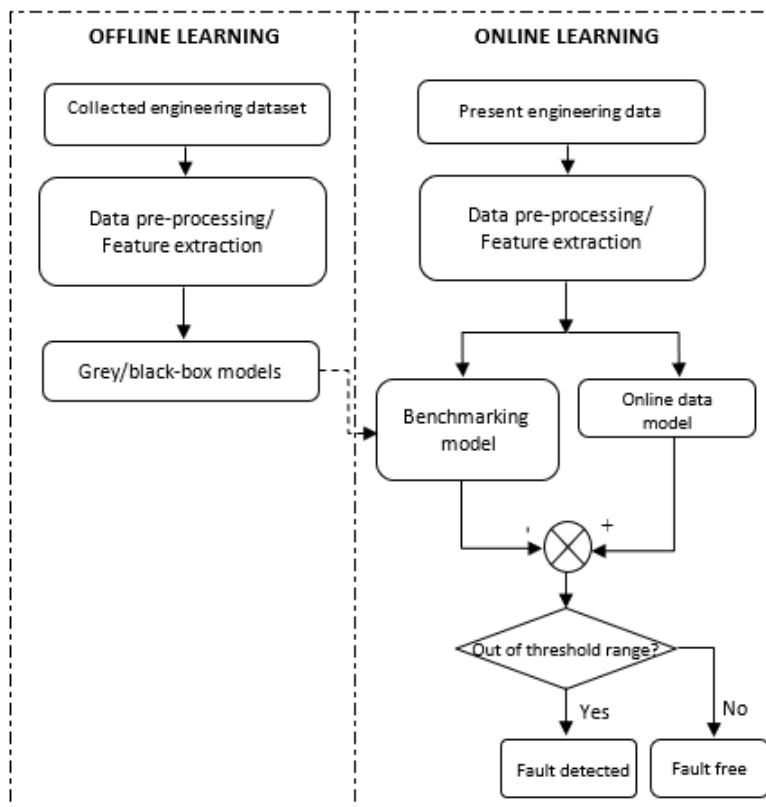 OFFLINE LEARNING
Collected engineering dataset
Data pre-processing/
Feature extraction
Grey/black-box models
ONLINE LEARNING
Present engineering data
Data pre-processing/
Feature extraction
Benchmarking
model
Online data
model
- +
Out of threshold range?
Yes
No
Fault detected
Fault free